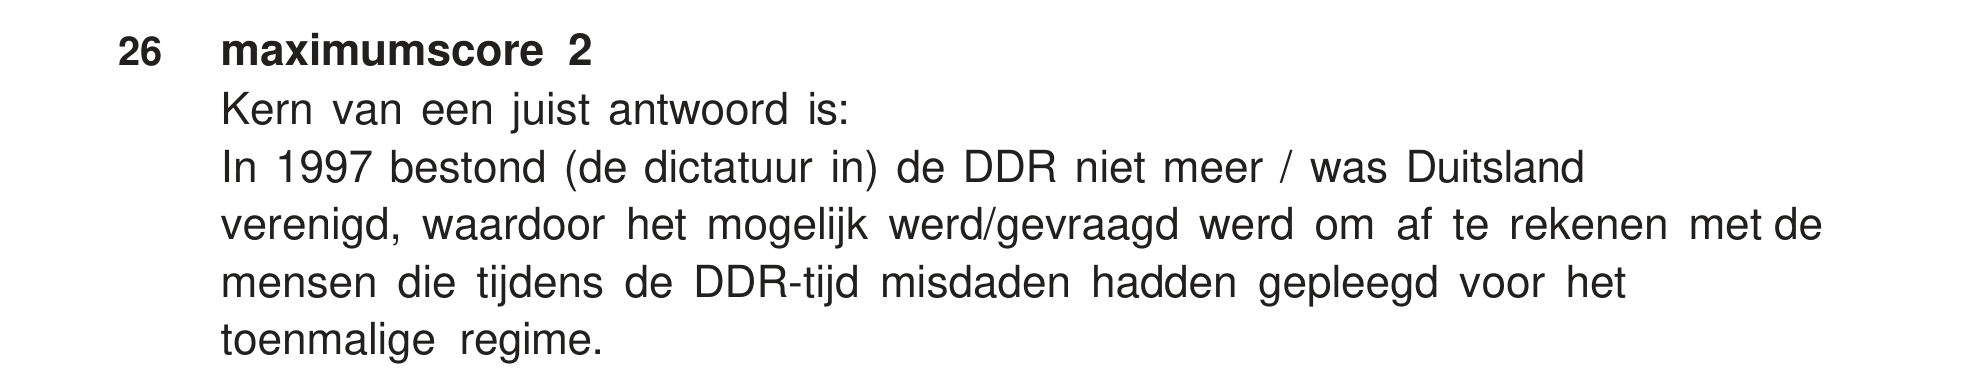 26 maximumscore 2
Kern van een juist antwoord is:
In 1997 bestond (de dictatuur in) de DDR niet meer / was Duitsland
verenigd, waardoor het mogelijk werd/gevraagd werd om af te rekenen met de
mensen die tijdens de DDR-tijd misdaden hadden gepleegd voor het
toenmalige regime.